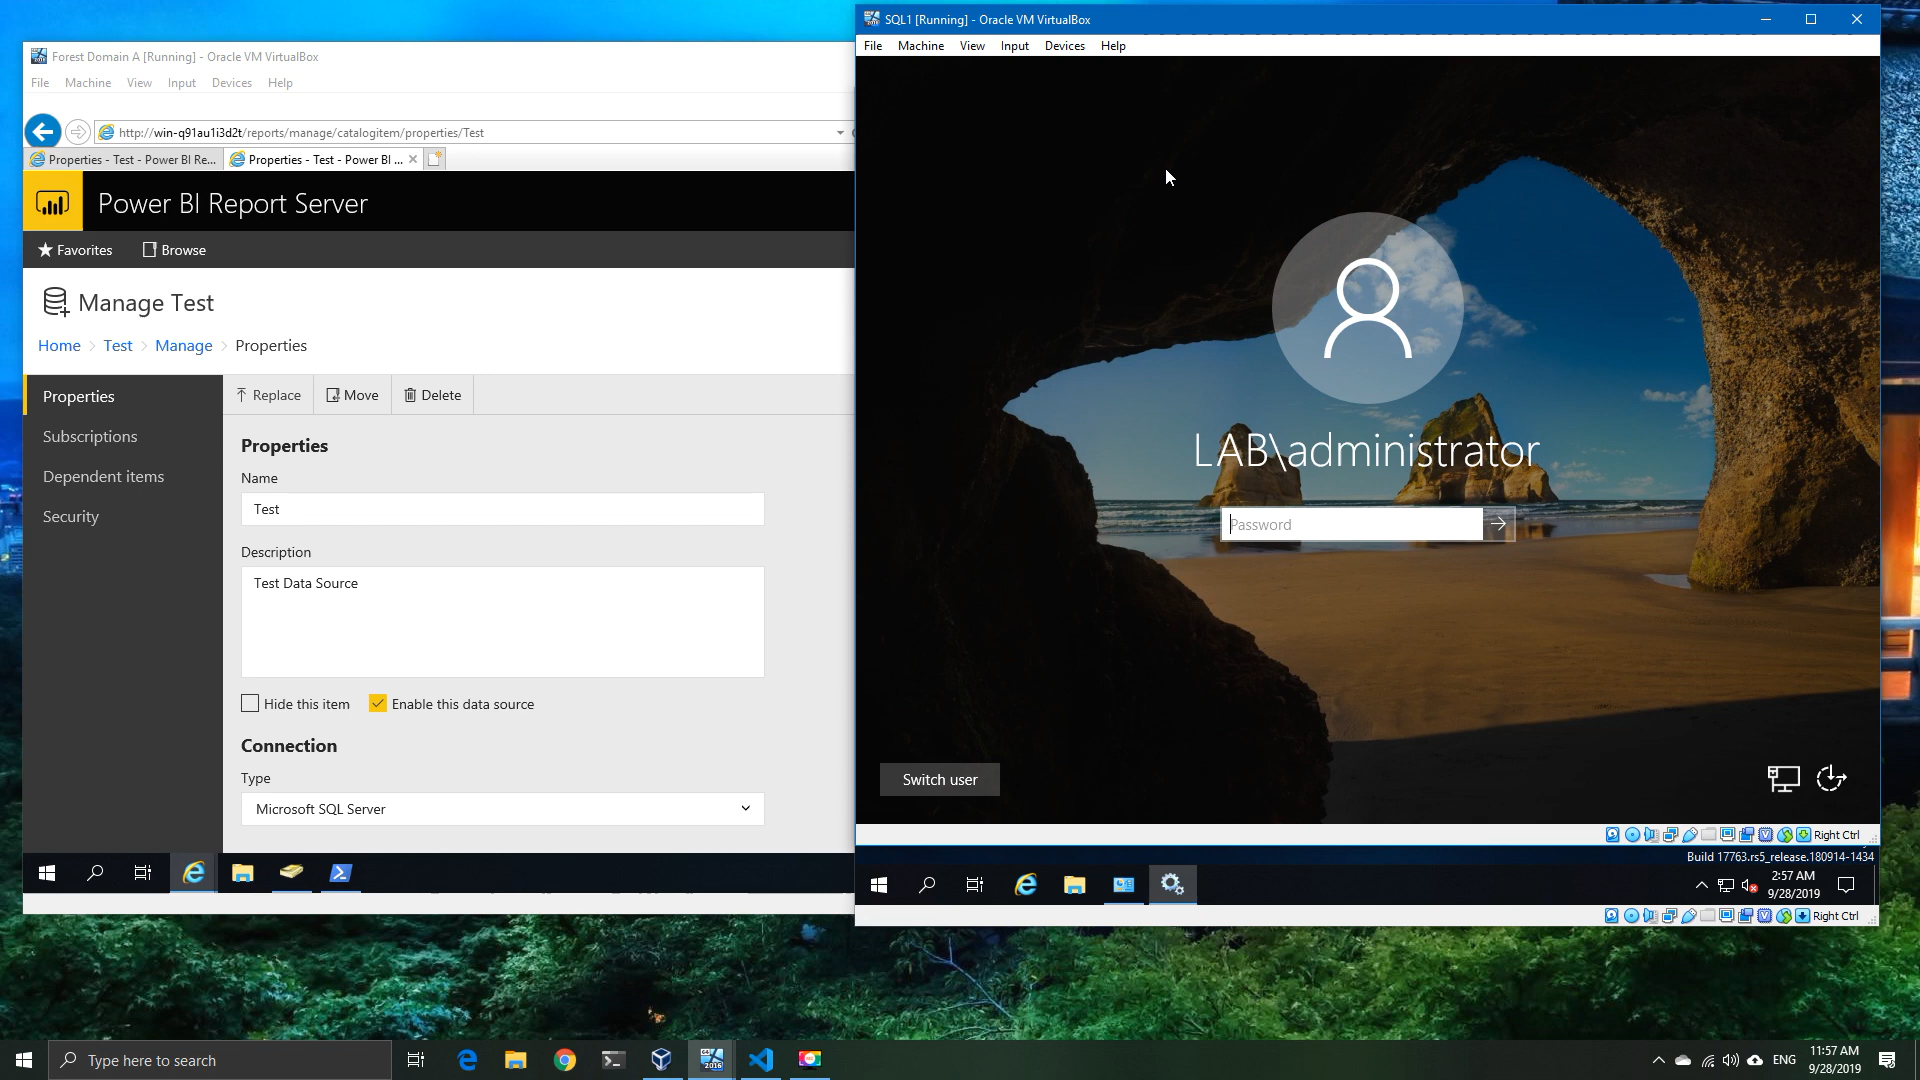 Forest Domain A [Running] - Oracle VM VirtualBox
File Machine View Input Devices Help
http://win-q91au1i3d2t/reports/manage/catalogitem/properties/Test
Properties - Test - Power BI Re...
Properties - Test - Power BI ...
Power BI Report Server
Favorites
Browse
Manage Test
Home
Test
Manage
Properties
Properties
Subscriptions
Dependent items
Security
Replace
Move
Delete
Properties
Name
Test
Description
Test Data Source
Hide this item
Enable this data source
Connection
Type
Microsoft SQL Server
SQL1 [Running] - Oracle VM VirtualBox
File Machine View Input Devices Help
LAB\administrator
Password
Switch user
Right Ctrl
Build 17763.rs5_release.180914-1434
2:57 AM
9/28/2019
Right Ctrl
Type here to search
2016
ENG
11:57 AM
9/28/2019